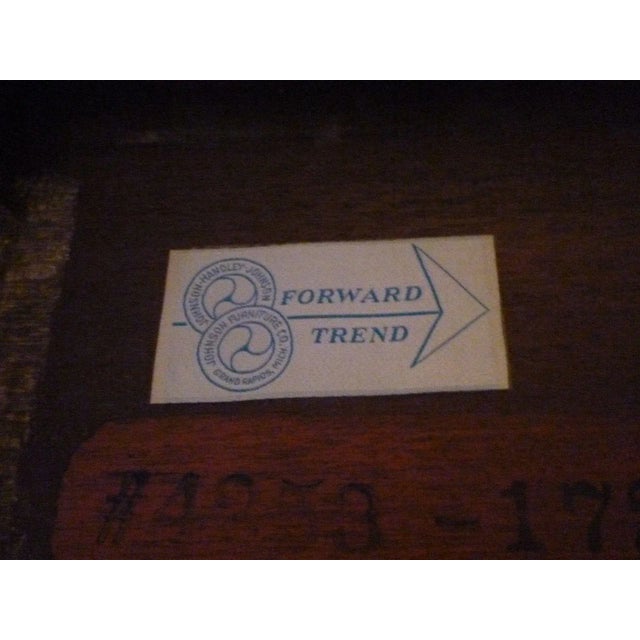 JOHNSON-HANDLEY-JOHNSON
JOHNSON FURNITURE CO.
GRAND RAPIDS, MICH.
FORWARD
TREND